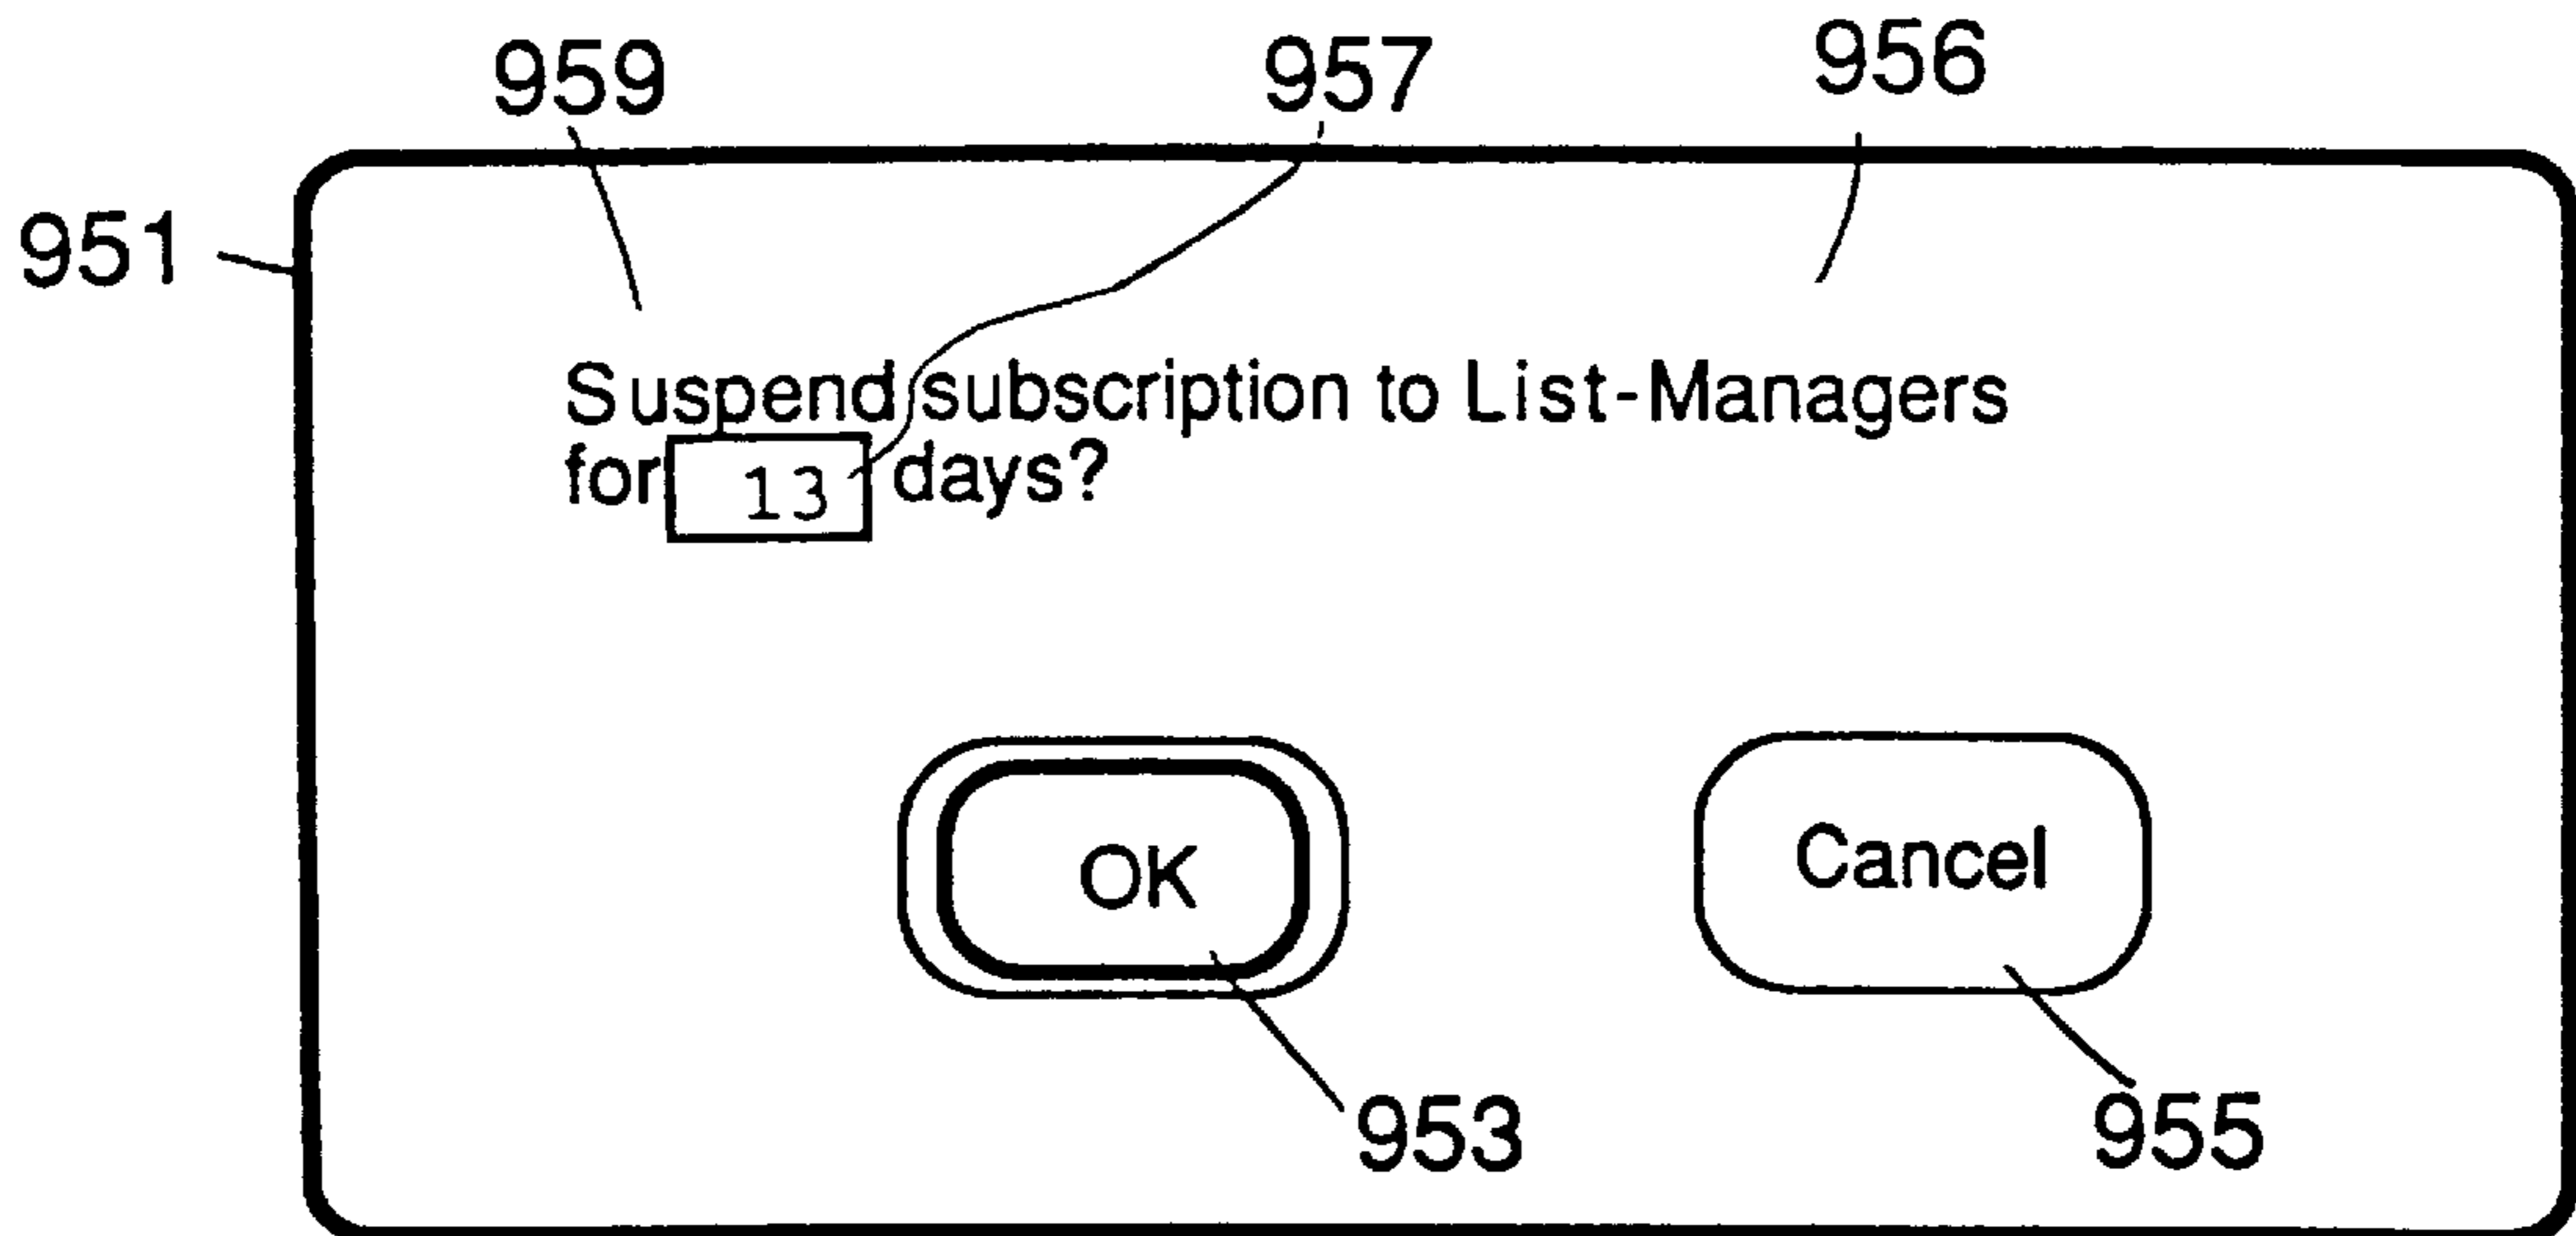 959 957 956
951
Suspend subscription to List-Managers
for 13 days?
OK Cancel
953 955